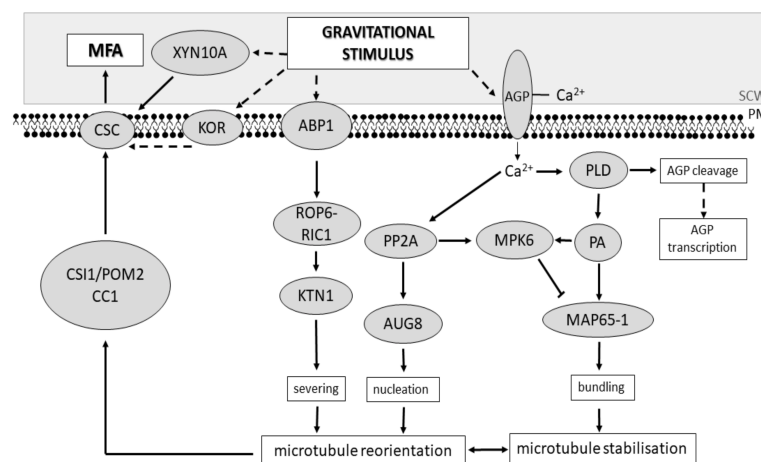 GRAVITATIONAL
STIMULUS
MFA
XYN10A
AGP
Ca2+
SCW
PM
CSC
KOR
ABP1
Ca2+
PLD
AGP cleavage
ROP6-
RIC1
PP2A
MPK6
PA
AGP
transcription
CSI1/POM2
CC1
KTN1
AUG8
MAP65-1
severing
nucleation
bundling
microtubule reorientation
microtubule stabilisation